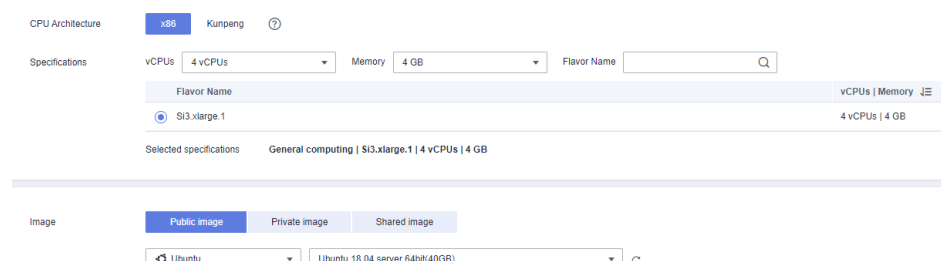 CPU Architecture x86 Kunpeng ?
Specifications vCPUs 4 vCPUs Memory 4 GB Flavor Name
Flavor Name vCPUs | Memory
Si3.xlarge.1 4 vCPUs | 4 GB
Selected specifications General computing | Si3.xlarge.1 | 4 vCPUs | 4 GB
Image Public image Private image Shared image
Ubuntu Ubuntu 18.04 server 64bit(40GB)